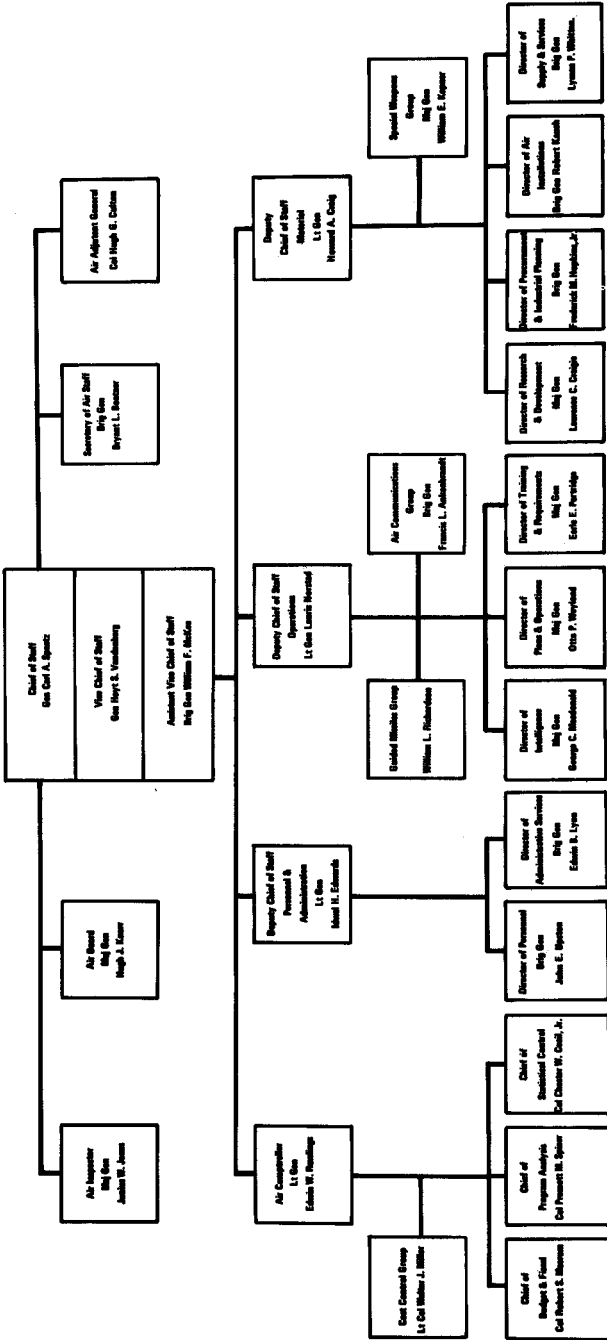 Chief of Staff
Gen Carl A. Spaatz
Vice Chief of Staff
Gen Hoyt S. Vandenberg
Assistant Vice Chief of Staff
Brig Gen William F. McKee
Air Inspector
Maj Gen
Junius W. Jones
Air Board
Maj Gen
Hugh J. Knerr
Secretary of Air Staff
Brig Gen
Bryant L. Boatner
Air Adjutant General
Col Hugh G. Culton
Air Comptroller
Lt Gen
Edwin W. Rawlings
Deputy Chief of Staff
Personnel &
Administration
Lt Gen
Idwal H. Edwards
Deputy Chief of Staff
Operations
Lt Gen Lauris Norstad
Deputy
Chief of Staff
Materiel
Lt Gen
Howard A. Craig
Cost Control Group
Lt Col Walter J. Miller
Guided Missiles Group
William L. Richardson
Air Communications
Group
Brig Gen
Francis L. Ankenbrandt
Special Weapons
Group
Maj Gen
William E. Kepner
Chief of
Budget & Fiscal
Col Robert S.
Chief of
Program Analysis
Col
Chief of
Statistical Control
Col Chester W. Cecil, Jr.
Director of Personnel
Brig Gen
John E. Upston
Director of
Administrative Services
Brig Gen
Edwin B. Lyon
Director of
Intelligence
Maj Gen
George C. Mcdonald
Director of
Plans & Operations
Maj Gen
Otto P. Weyland
Director of Training
& Requirements
Maj Gen
Earle E. Partridge
Director of Research
& Development
Maj Gen
Laurence C. Craigie
Director of Procurement
& Industrial Planning
Brig Gen
Frederick M. Hopkins, Jr.
Director of Air
Installations
Brig Gen Robert Kauch
Director of
Supply & Services
Brig Gen
Lyman P. Whitten